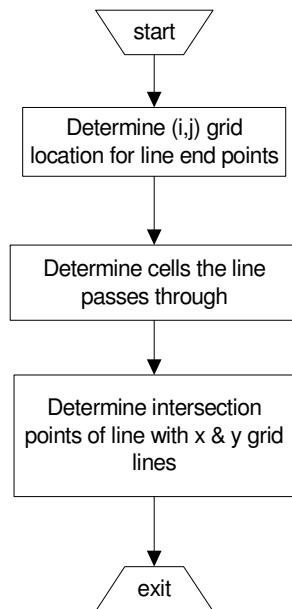 start
Determine (i,j) grid
location for line end points
Determine cells the line
passes through
Determine intersection
points of line with x & y grid
lines
exit